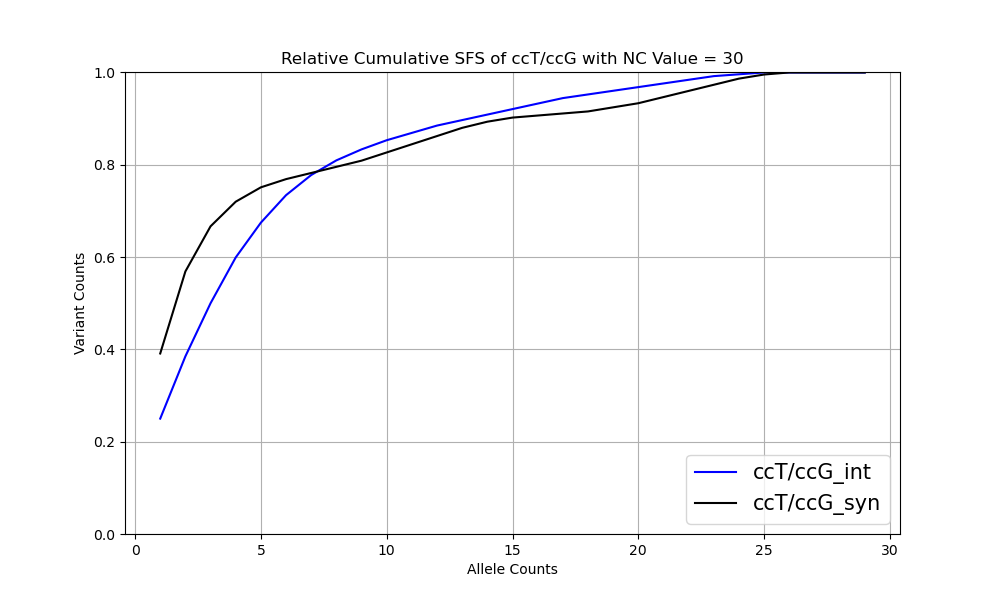 Relative Cumulative SFS of ccT/ccG with NC Value = 30
1.0
0.8
0.6
0.4
0.2
0.0
Variant Counts
ccT/ccG_int
ccT/ccG_syn
0 5 10 15 20 25 30
Allele Counts